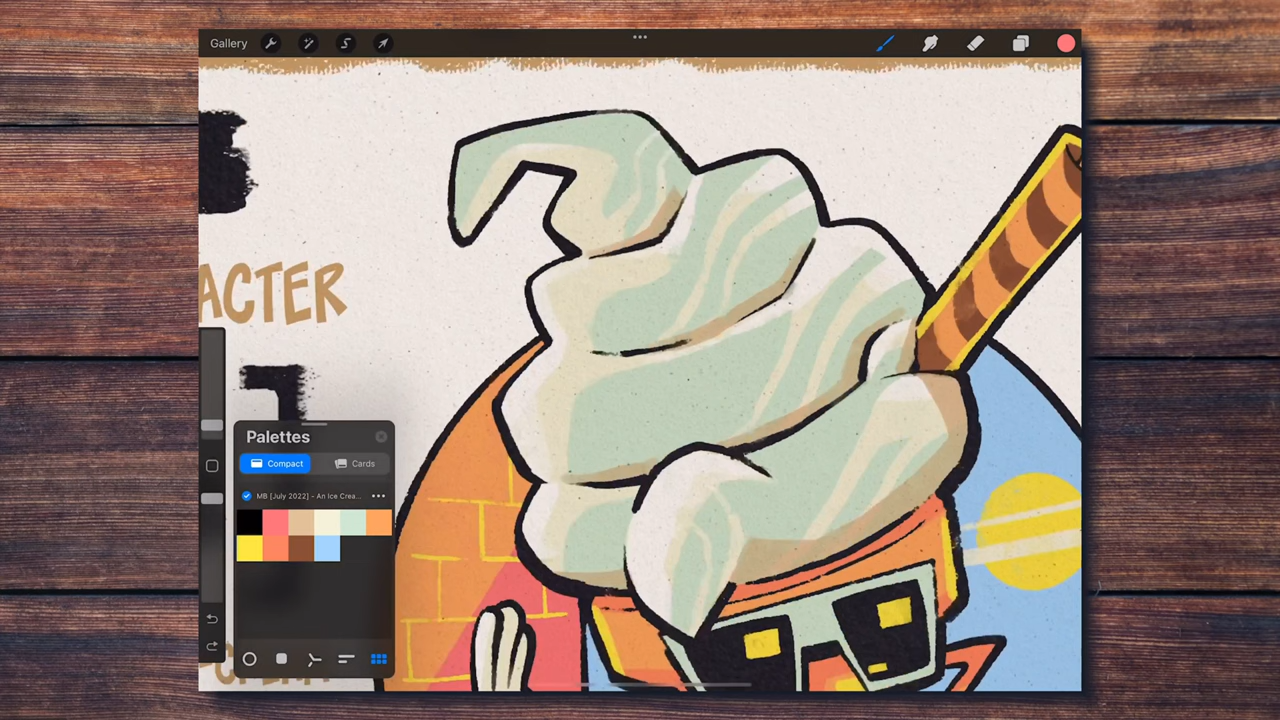 Gallery
ACTER
Palettes
Compact
Cards
MB [July 2022] - An Ice Crea...